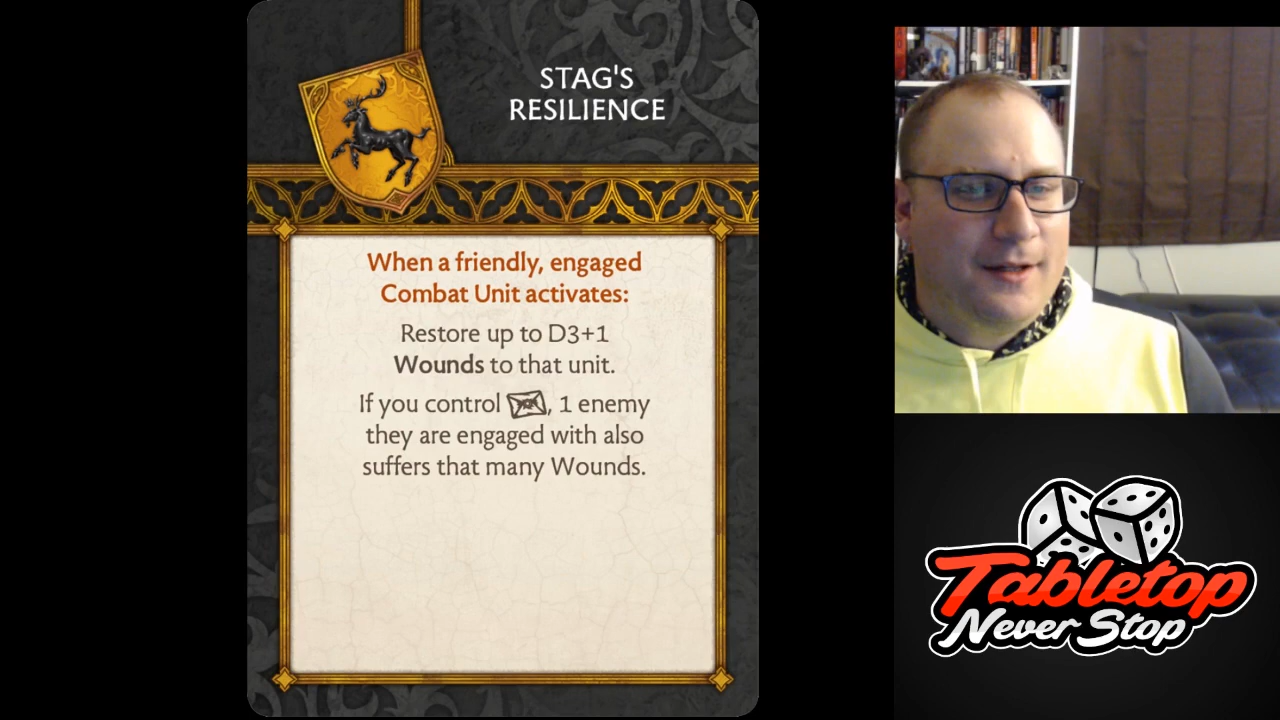 STAG'S
RESILIENCE
When a friendly, engaged
Combat Unit activates:
Restore up to D3+1
Wounds to that unit.
If you control , 1 enemy
they are engaged with also
suffers that many Wounds.
Tabletop
Never Stop